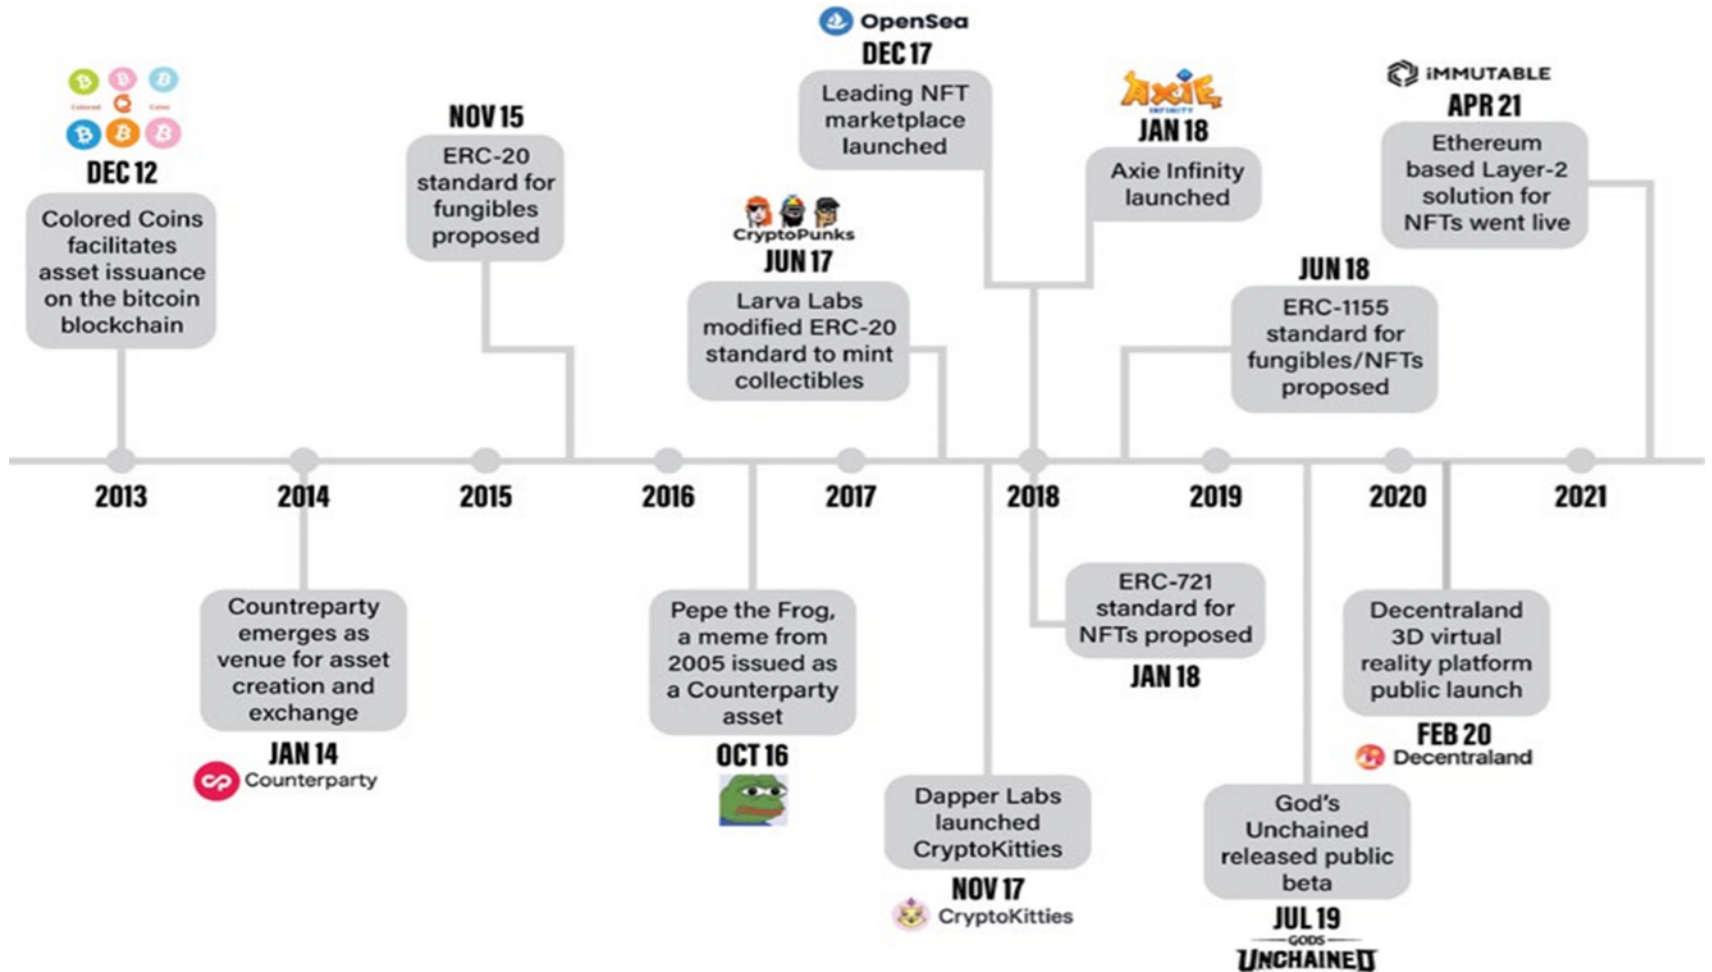 Colored Coins
DEC 12
Colored Coins
facilitates
asset issuance
on the bitcoin
blockchain
NOV 15
ERC-20
standard for
fungibles
proposed
CryptoPunks
JUN 17
Larva Labs
modified ERC-20
standard to mint
collectibles
OpenSea
DEC 17
Leading NFT
marketplace
launched
AXIE
INFINITY
JAN 18
Axie Infinity
launched
JUN 18
ERC-1155
standard for
fungibles/NFTs
proposed
iMMUTABLE
APR 21
Ethereum
based Layer-2
solution for
NFTs went live
2013
2014
2015
2016
2017
2018
2019
2020
2021
Countreparty
emerges as
venue for asset
creation and
exchange
JAN 14
Counterparty
Pepe the Frog,
a meme from
2005 issued as
a Counterparty
asset
OCT 16
Dapper Labs
launched
CryptoKitties
NOV 17
CryptoKitties
ERC-721
standard for
NFTs proposed
JAN 18
God's
Unchained
released public
beta
JUL 19
GODS
UNCHAINED
Decentraland
3D virtual
reality platform
public launch
FEB 20
Decentraland